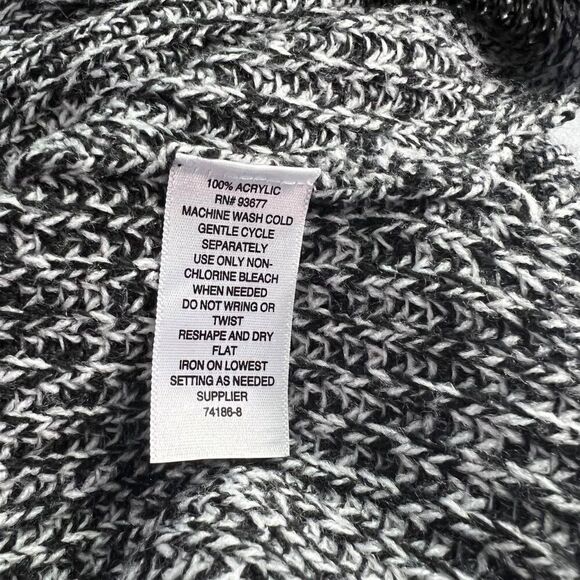 100% ACRYLIC
RN# 93677
MACHINE WASH COLD
GENTLE CYCLE
SEPARATELY
USE ONLY NON-
CHLORINE BLEACH
WHEN NEEDED
DO NOT WRING OR
TWIST
RESHAPE AND DRY
FLAT
IRON ON LOWEST
SETTING AS NEEDED
SUPPLIER
74186-8